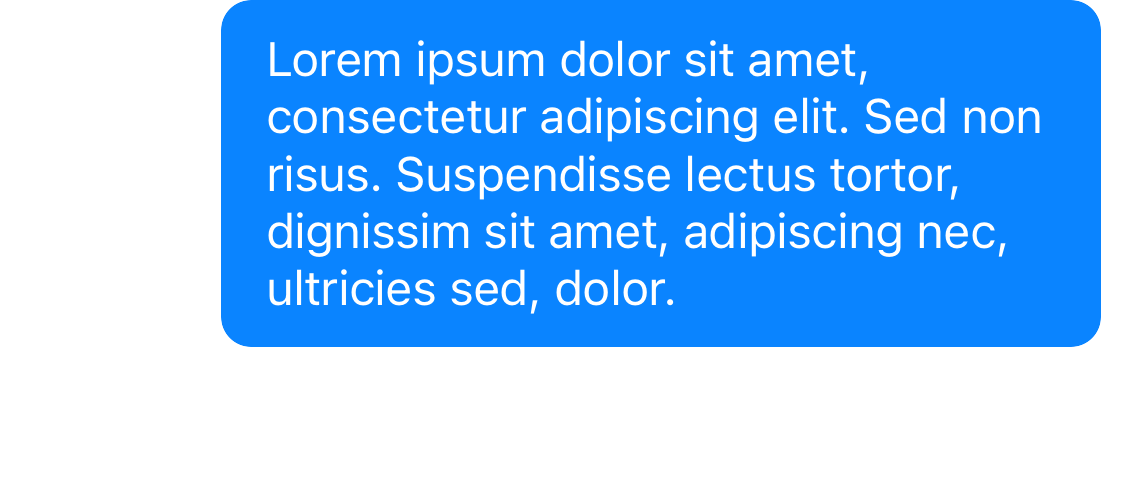 Lorem ipsum dolor sit amet,
consectetur adipiscing elit. Sed non
risus. Suspendisse lectus tortor,
dignissim sit amet, adipiscing nec,
ultricies sed, dolor.